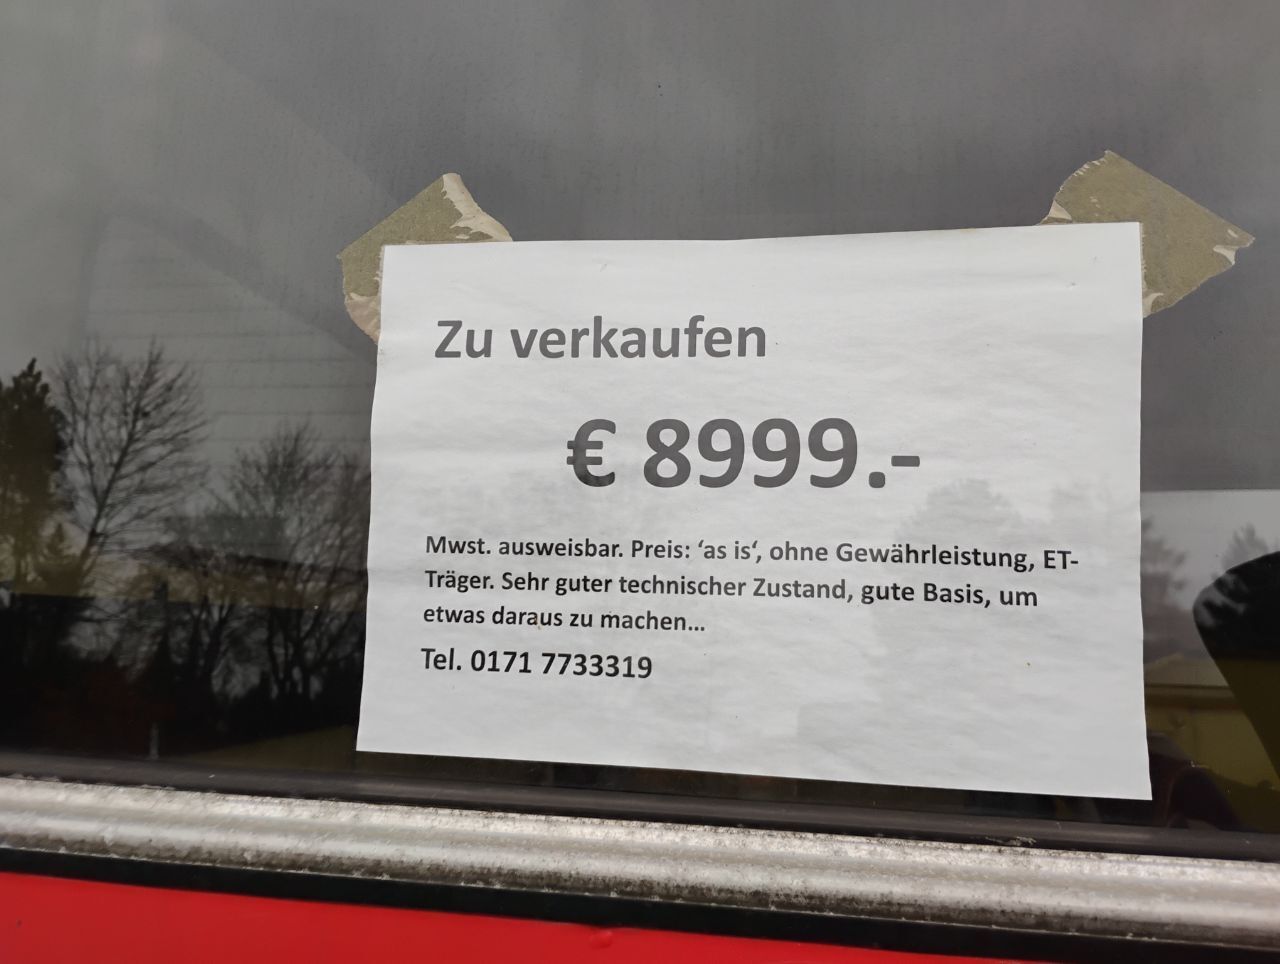 Zu verkaufen
€ 8999.-
Mwst. ausweisbar. Preis: ‘as is‘, ohne Gewährleistung, ET-
Träger. Sehr guter technischer Zustand, gute Basis, um
etwas daraus zu machen...
Tel. 0171 7733319